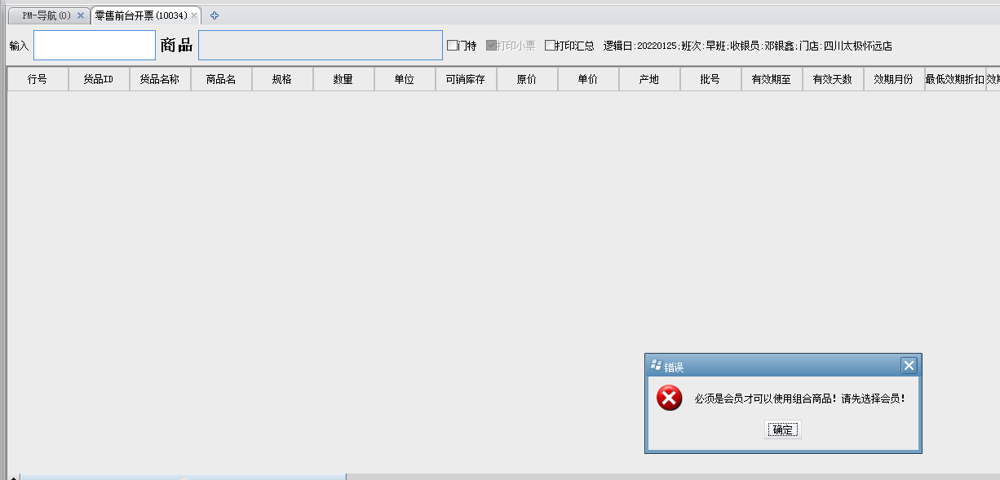 PM-导航(0) 零售前台开票(10034)
输入 商品 门特 打印小票 打印汇总 逻辑日:20220125;班次:早班;收银员:邓银鑫;门店:四川太极怀远店
行号 货品ID 货品名称 商品名 规格 数量 单位 可销库存 原价 单价 产地 批号 有效期至 有效天数 效期月份 最低效期折扣 效期
错误
必须是会员才可以使用组合商品！请先选择会员！
确定